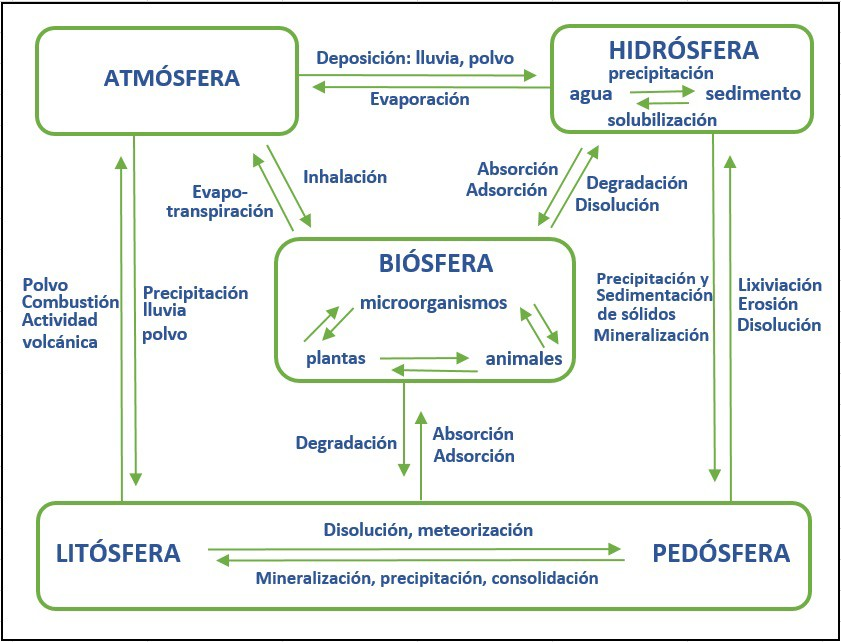 ATMÓSFERA
Deposición: lluvia, polvo
Evaporación
HIDRÓSFERA
precipitación
agua
sedimento
solubilización
Evapo-
transpiración
Inhalación
Absorción
Adsorción
Degradación
Disolución
BIÓSFERA
microorganismos
plantas
animales
Polvo
Combustión
Actividad
volcánica
Precipitación
lluvia
polvo
Precipitación y
Sedimentación
de sólidos
Mineralización
Lixiviación
Erosión
Disolución
Degradación
Absorción
Adsorción
LITÓSFERA
Disolución, meteorización
Mineralización, precipitación, consolidación
PEDÓSFERA